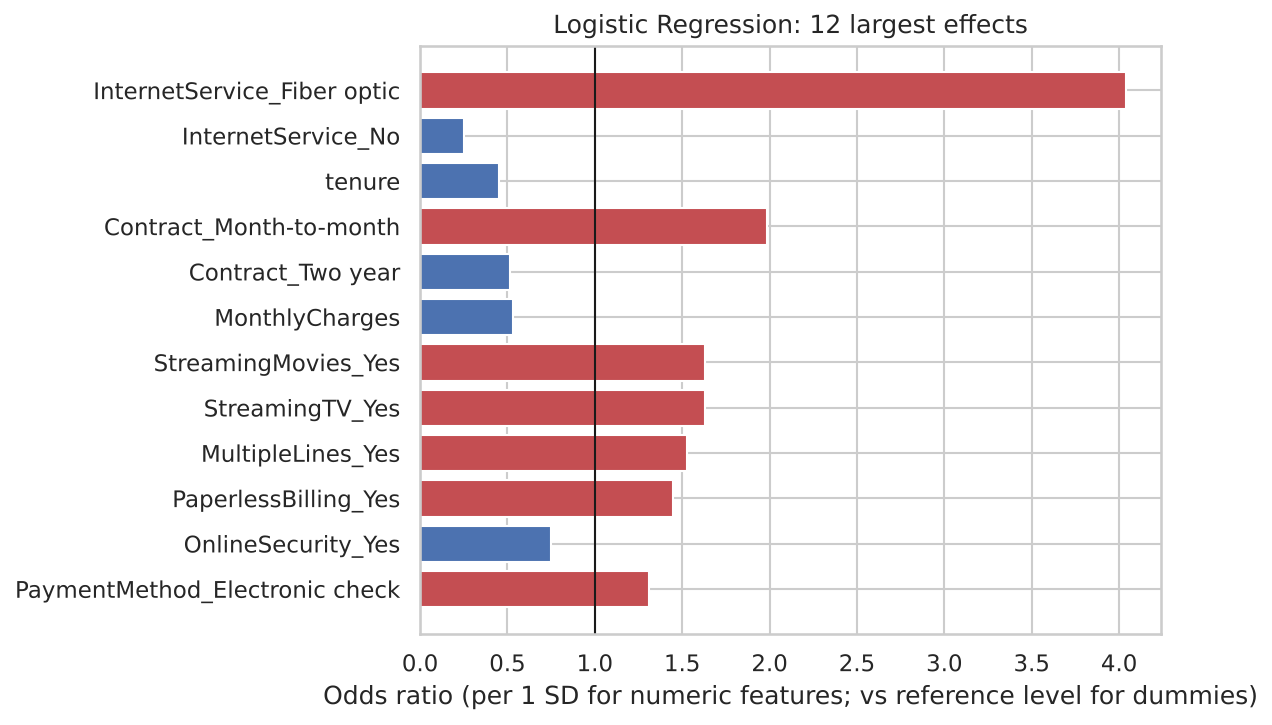 Logistic Regression: 12 largest effects
InternetService_Fiber optic
InternetService_No
tenure
Contract_Month-to-month
Contract_Two year
MonthlyCharges
StreamingMovies_Yes
StreamingTV_Yes
MultipleLines_Yes
PaperlessBilling_Yes
OnlineSecurity_Yes
PaymentMethod_Electronic check
0.0 0.5 1.0 1.5 2.0 2.5 3.0 3.5 4.0
Odds ratio (per 1 SD for numeric features; vs reference level for dummies)